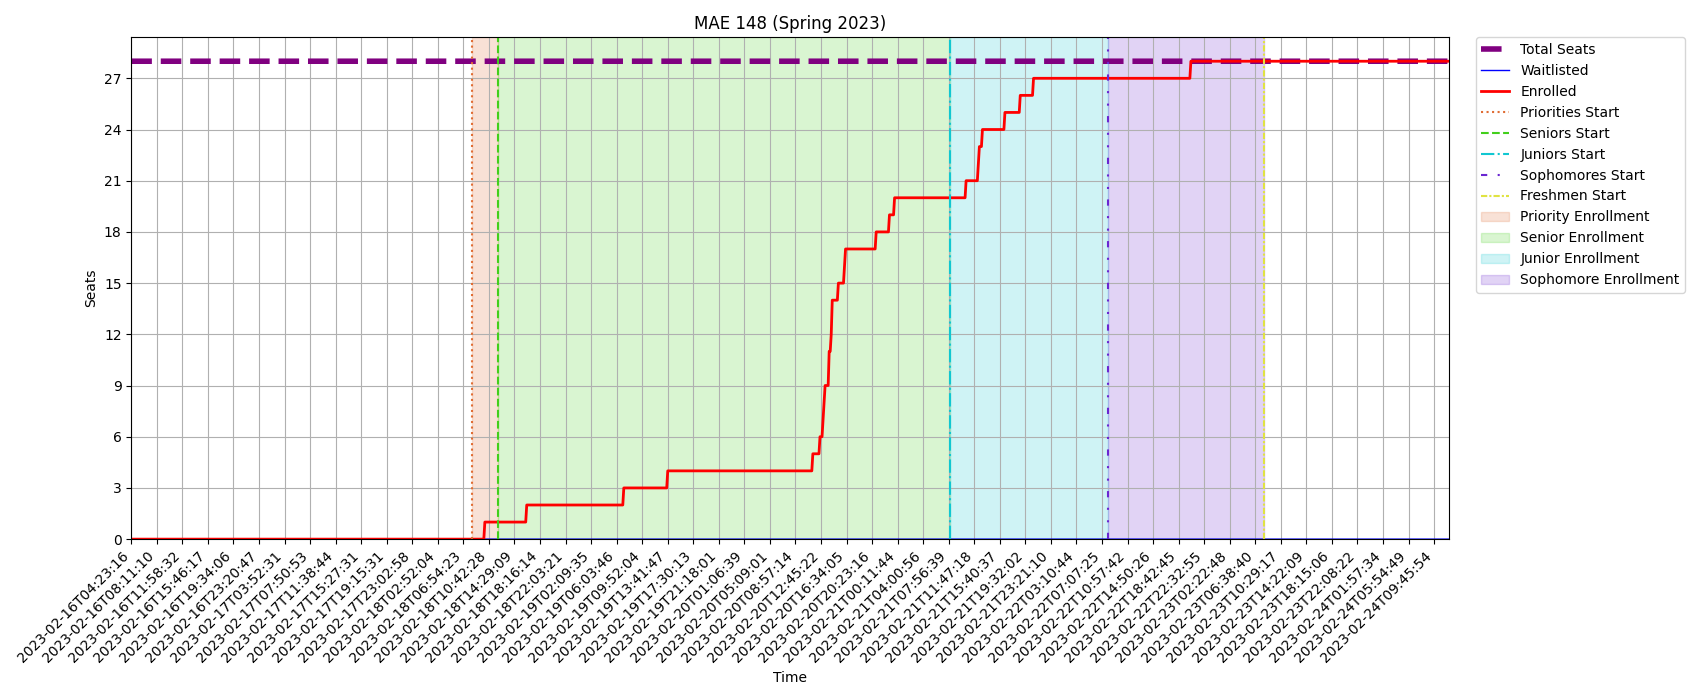 MAE 148 (Spring 2023)
Total Seats
Waitlisted
Enrolled
Priorities Start
Seniors Start
Juniors Start
Sophomores Start
Freshmen Start
Priority Enrollment
Senior Enrollment
Junior Enrollment
Sophomore Enrollment
Seats
27
24
21
18
15
12
9
6
3
0
2023-02-16T04:23:16
2023-02-16T08:11:10
2023-02-16T11:58:32
2023-02-16T15:46:17
2023-02-16T19:34:06
2023-02-16T23:20:47
2023-02-17T03:52:31
2023-02-17T07:50:53
2023-02-17T11:38:44
2023-02-17T15:27:31
2023-02-17T19:15:31
2023-02-17T23:02:58
2023-02-18T02:52:04
2023-02-18T06:54:23
2023-02-18T10:42:28
2023-02-18T14:29:09
2023-02-18T18:16:14
2023-02-18T22:03:21
2023-02-19T02:09:35
2023-02-19T06:03:46
2023-02-19T09:52:04
2023-02-19T13:41:47
2023-02-19T17:30:13
2023-02-19T21:18:01
2023-02-20T01:06:39
2023-02-20T05:09:01
2023-02-20T08:57:14
2023-02-20T12:45:22
2023-02-20T16:34:05
2023-02-20T20:23:16
2023-02-21T00:11:44
2023-02-21T04:00:56
2023-02-21T07:56:39
2023-02-21T11:47:18
2023-02-21T15:40:37
2023-02-21T19:32:02
2023-02-21T23:21:10
2023-02-22T03:10:44
2023-02-22T07:07:25
2023-02-22T10:57:42
2023-02-22T14:50:26
2023-02-22T18:42:45
2023-02-22T22:32:55
2023-02-23T02:22:48
2023-02-23T06:38:40
2023-02-23T10:29:17
2023-02-23T14:22:09
2023-02-23T18:15:06
2023-02-23T22:08:22
2023-02-24T01:57:34
2023-02-24T05:54:49
2023-02-24T09:45:54
Time